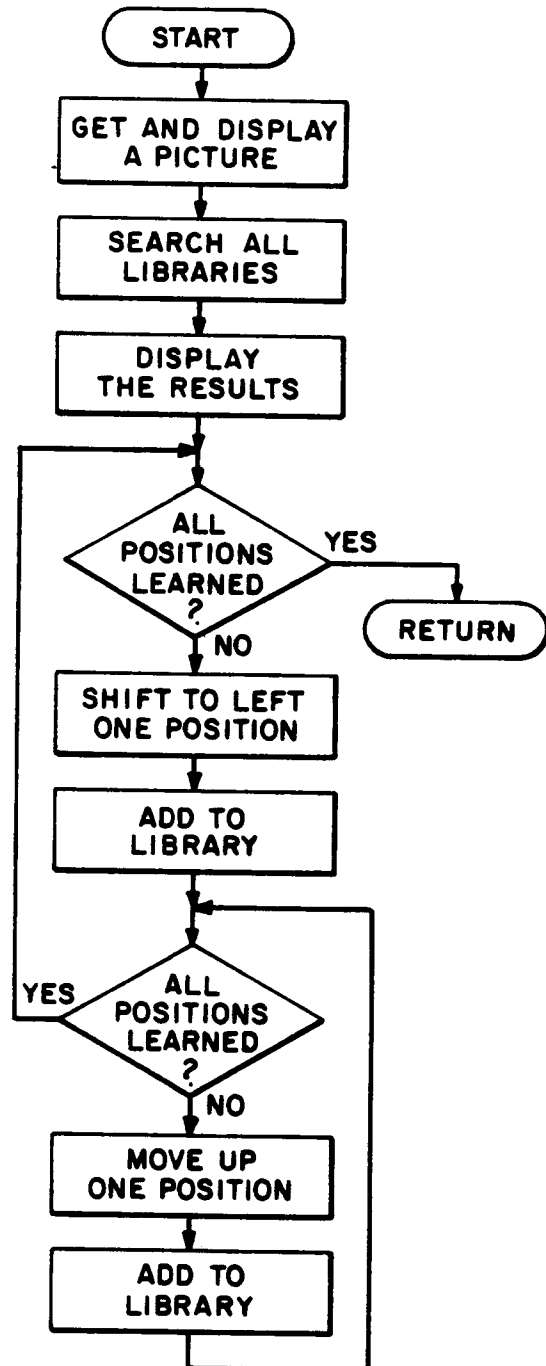 START
GET AND DISPLAY
A PICTURE
SEARCH ALL
LIBRARIES
DISPLAY
THE RESULTS
ALL
POSITIONS
LEARNED
?
YES
RETURN
NO
SHIFT TO LEFT
ONE POSITION
ADD TO
LIBRARY
YES
ALL
POSITIONS
LEARNED
?
NO
MOVE UP
ONE POSITION
ADD TO
LIBRARY